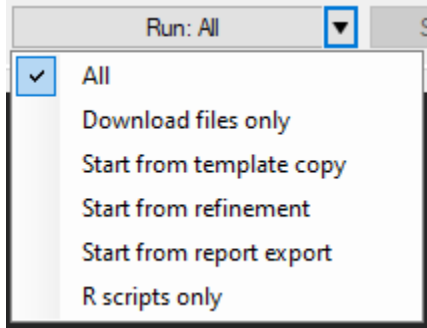 Run: All
All
Download files only
Start from template copy
Start from refinement
Start from report export
R scripts only